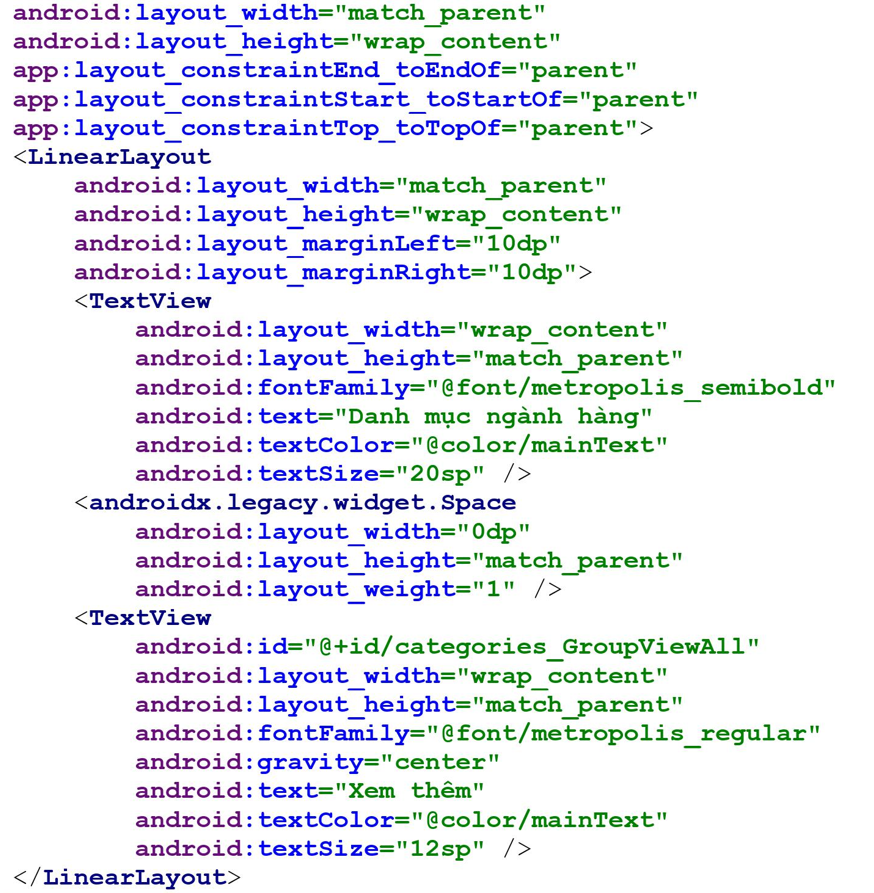 android:layout_width="match_parent"
android:layout_height="wrap_content"
app:layout_constraintEnd_toEndOf="parent"
app:layout_constraintStart_toStartOf="parent"
app:layout_constraintTop_toTopOf="parent">
<LinearLayout
android:layout_width="match_parent"
android:layout_height="wrap_content"
android:layout_marginLeft="10dp"
android:layout_marginRight="10dp">
<TextView
android:layout_width="wrap_content"
android:layout_height="match_parent"
android:fontFamily="@font/metropolis_semibold"
android:text="Danh mục ngành hàng"
android:textColor="@color/mainText"
android:textSize="20sp" />
<androidx.legacy.widget.Space
android:layout_width="0dp"
android:layout_height="match_parent"
android:layout_weight="1" />
<TextView
android:id="@+id/categories_GroupViewAll"
android:layout_width="wrap_content"
android:layout_height="match_parent"
android:fontFamily="@font/metropolis_regular"
android:gravity="center"
android:text="Xem thêm"
android:textColor="@color/mainText"
android:textSize="12sp" />
</LinearLayout>